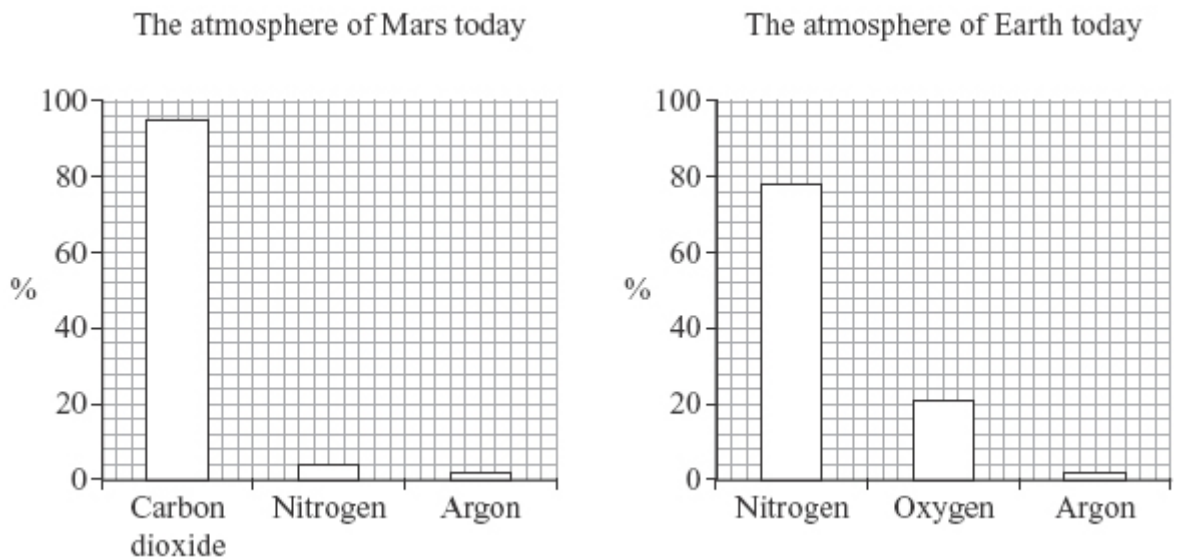 The atmosphere of Mars today
100
80
60
%
40
20
0
Carbon dioxide
Nitrogen
Argon
The atmosphere of Earth today
100
80
60
%
40
20
0
Nitrogen
Oxygen
Argon